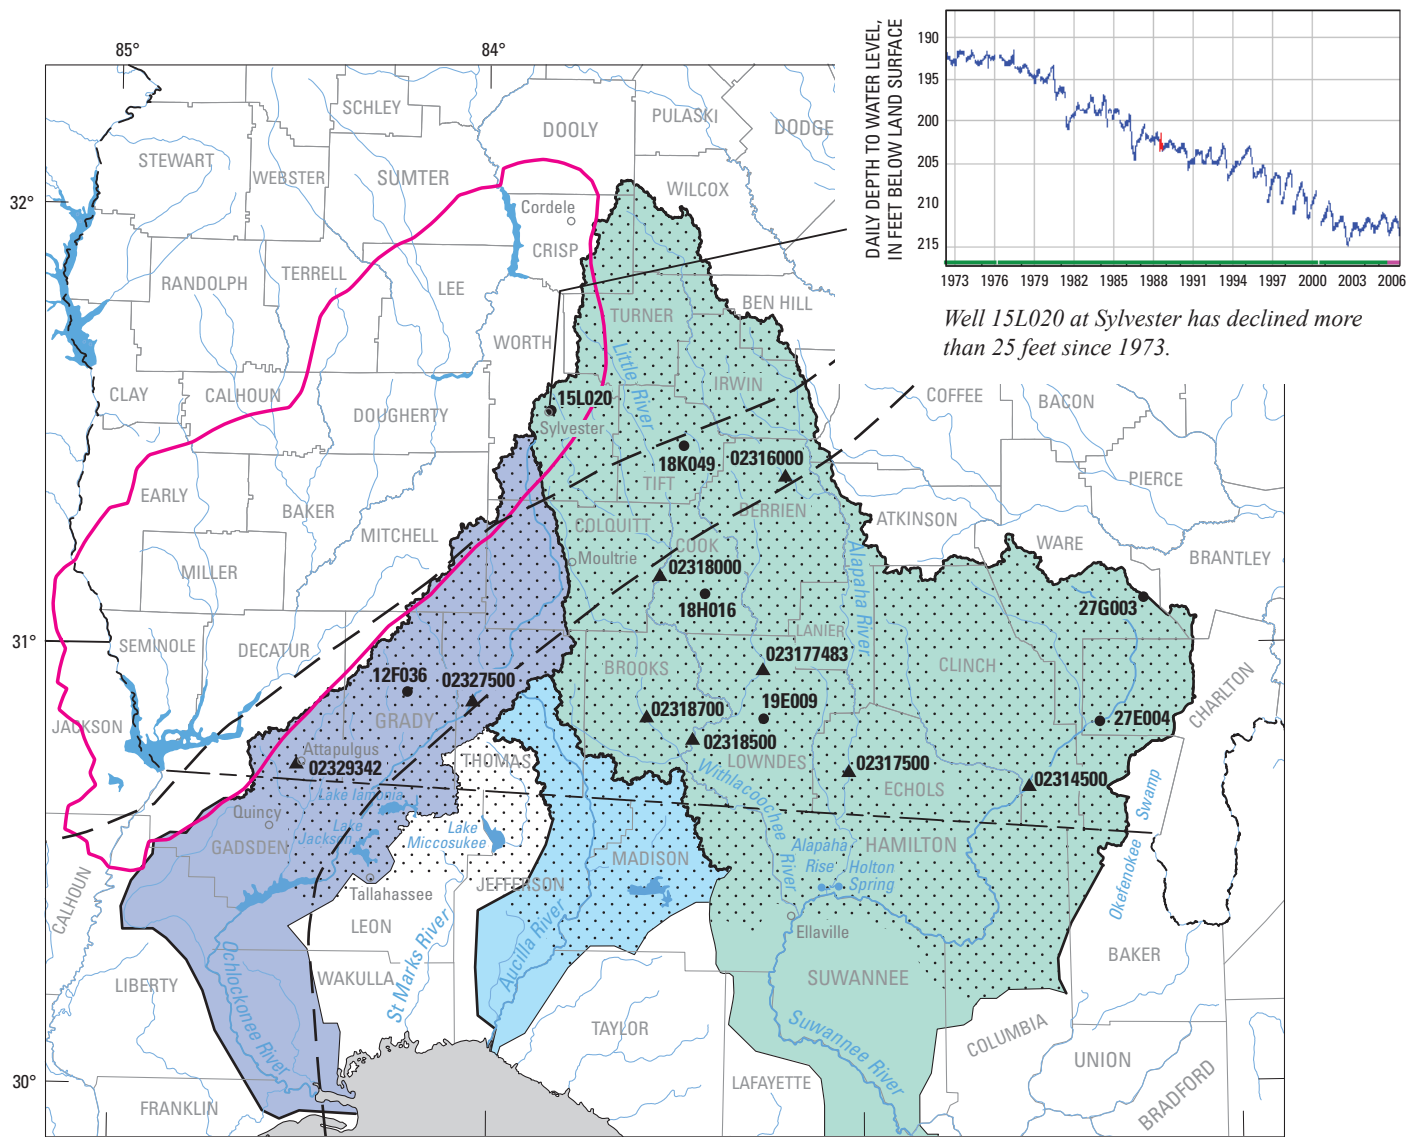 85°
84°
32°
31°
30°
DAILY DEPTH TO WATER LEVEL,
IN FEET BELOW LAND SURFACE
190
195
200
205
210
215
1973 1976 1979 1982 1985 1988 1991 1994 1997 2000 2003 2006
Well 15L020 at Sylvester has declined more
than 25 feet since 1973.
SCHLEY
DOOLY
PULASKI
DODGE
STEWART
WEBSTER
SUMTER
WILCOX
Cordele
CRISP
RANDOLPH
TERRELL
LEE
BEN HILL
TURNER
WORTH
Little River
IRWIN
CLAY
CALHOUN
DOUGHERTY
COFFEE
BACON
15L020
Sylvester
18K049
02316000
TIFT
PIERCE
EARLY
BAKER
MITCHELL
COLQUITT
BERRIEN
ATKINSON
WARE
BRANTLEY
COOK
Moultrie
02318000
MILLER
18H016
Alapaha River
27G003
SEMINOLE
DECATUR
LANIER
BROOKS
023177483
CLINCH
CHARLTON
12F036
02327500
GRADY
19E009
02318700
27E004
JACKSON
02318500
Attapulgus
02329342
THOMAS
LOWNDES
02317500
ECHOLS
02314500
Withlacoochee River
Lake Iamonia
Quincy
Lake
Jackson
Lake
Miccosukee
GADSDEN
MADISON
Alapaha
Rise
HAMILTON
Holton
Spring
Okefenokee Swamp
CALHOUN
Tallahassee
JEFFERSON
LEON
Ellaville
BAKER
LIBERTY
WAKULLA
St Marks River
Aucilla River
SUWANNEE
Ochlockonee River
TAYLOR
Suwannee River
COLUMBIA
UNION
LAFAYETTE
BRADFORD
FRANKLIN